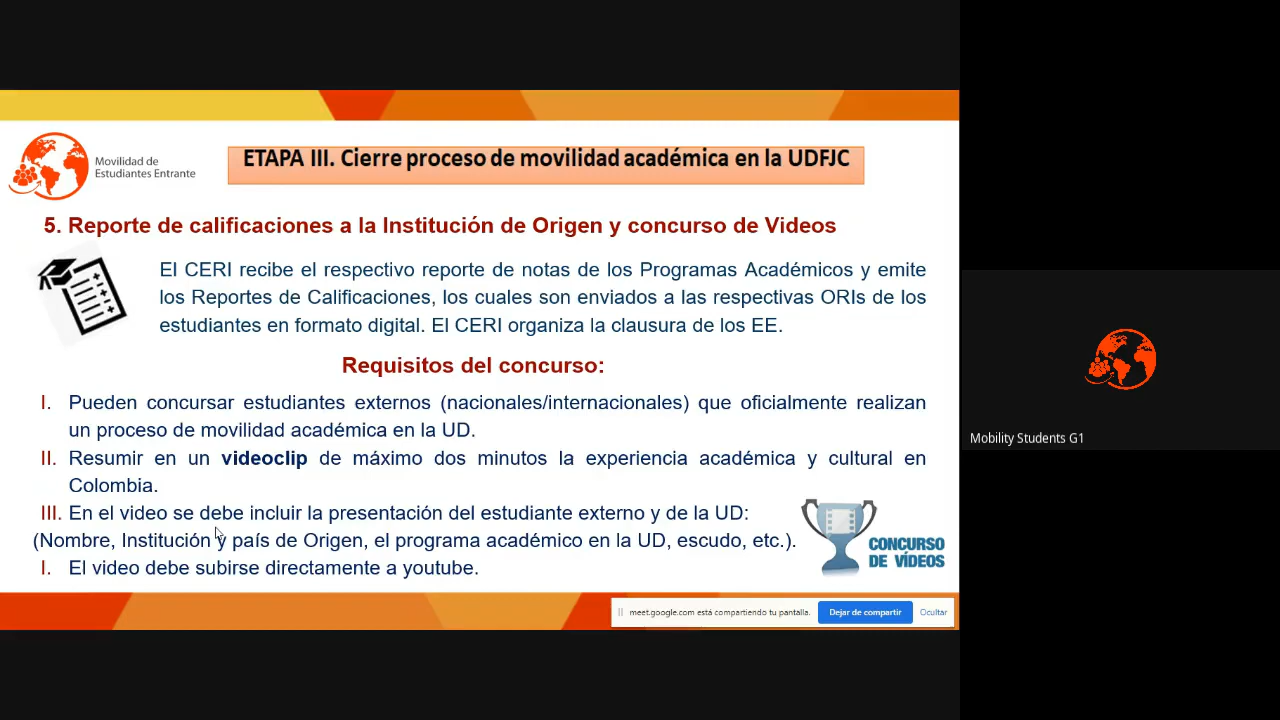 Movilidad de
Estudiantes Entrante
ETAPA III. Cierre proceso de movilidad académica en la UDFJC
5. Reporte de calificaciones a la Institución de Origen y concurso de Videos
El CERI recibe el respectivo reporte de notas de los Programas Académicos y emite
los Reportes de Calificaciones, los cuales son enviados a las respectivas ORIs de los
estudiantes en formato digital. El CERI organiza la clausura de los EE.
Requisitos del concurso:
I. Pueden concursar estudiantes externos (nacionales/internacionales) que oficialmente realizan
un proceso de movilidad académica en la UD.
II. Resumir en un videoclip de máximo dos minutos la experiencia académica y cultural en
Colombia.
III. En el video se debe incluir la presentación del estudiante externo y de la UD:
(Nombre, Institución y país de Origen, el programa académico en la UD, escudo, etc.).
I. El video debe subirse directamente a youtube.
CONCURSO
DE VÍDEOS
meet.google.com está compartiendo tu pantalla.
Dejar de compartir
Ocultar
Mobility Students G1